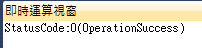 即時運算視窗
StatusCode:0(OperationSuccess)